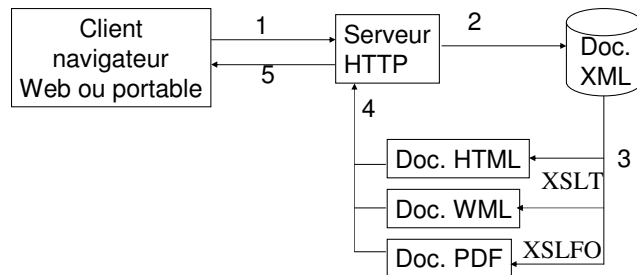 Client
navigateur
Web ou portable
1
5
Serveur
HTTP
2
Doc.
XML
4
3
Doc. HTML
XSLT
Doc. WML
XSLFO
Doc. PDF